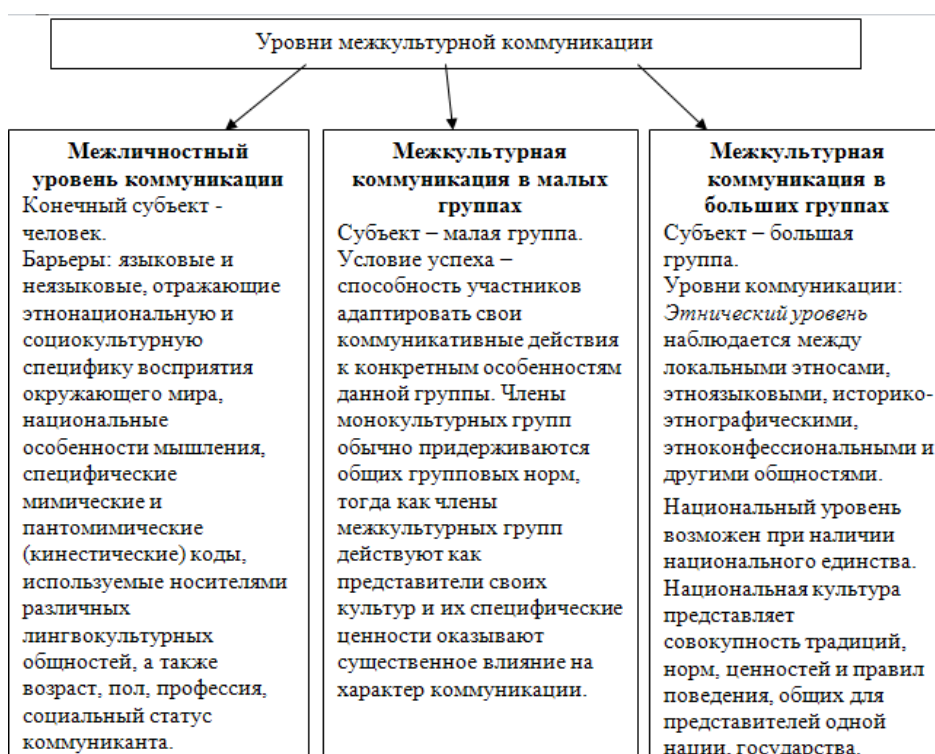 Уровни межкультурной коммуникации
Межличностный
уровень коммуникации
Конечный субъект -
человек.
Барьеры: языковые и
неязыковые, отражающие
этнонациональную и
социокультурную
специфику восприятия
окружающего мира,
национальные
особенности мышления,
специфические
мимические и
пантомимические
(кинестические) коды,
используемые носителями
различных
лингвокультурных
общностей, а также
возраст, пол, профессия,
социальный статус
коммуниканта.
Межкультурная
коммуникация в малых
группах
Субъект – малая группа.
Условие успеха –
способность участников
адаптировать свои
коммуникативные действия
к конкретным особенностям
данной группы. Члены
монокультурных групп
обычно придерживаются
общих групповых норм,
тогда как члены
межкультурных групп
действуют как
представители своих
культур и их специфические
ценности оказывают
существенное влияние на
характер коммуникации.
Межкультурная
коммуникация в
больших группах
Субъект – большая
группа.
Уровни коммуникации:
Этнический уровень
наблюдается между
локальными этносами,
этноязыковыми, историко-
этнографическими,
этноконфессиональными и
другими общностями.
Национальный уровень
возможен при наличии
национального единства.
Национальная культура
представляет
совокупность традиций,
норм, ценностей и правил
поведения, общих для
представителей одной
нации, государства.